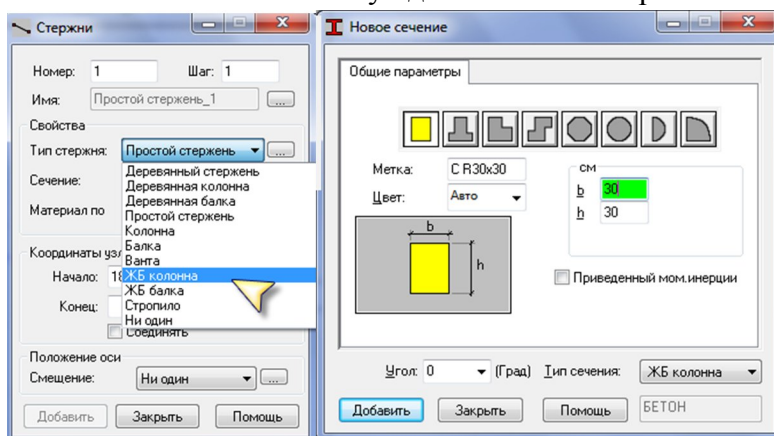 Стержни
Номер: 1 Шаг: 1
Имя: Простой стержень_1 ...
Свойства
Тип стержня: Простой стержень ...
Сечение:
Материал по
Деревянный стержень
Деревянная колонна
Деревянная балка
Простой стержень
Колонна
Балка
Ванта
ЖБ колонна
ЖБ балка
Стропило
Ни один
Координаты узл
Начало: 18
Конец:
Соединять
Положение оси
Смещение: Ни один ...
Добавить Закрыть Помощь
Новое сечение
Общие параметры
Метка: C R30x30
Цвет: Авто
см
b 30
h 30
b
h
Приведенный мом.инерции
Угол: 0 (Град) Тип сечения: ЖБ колонна
Добавить Закрыть Помощь БЕТОН